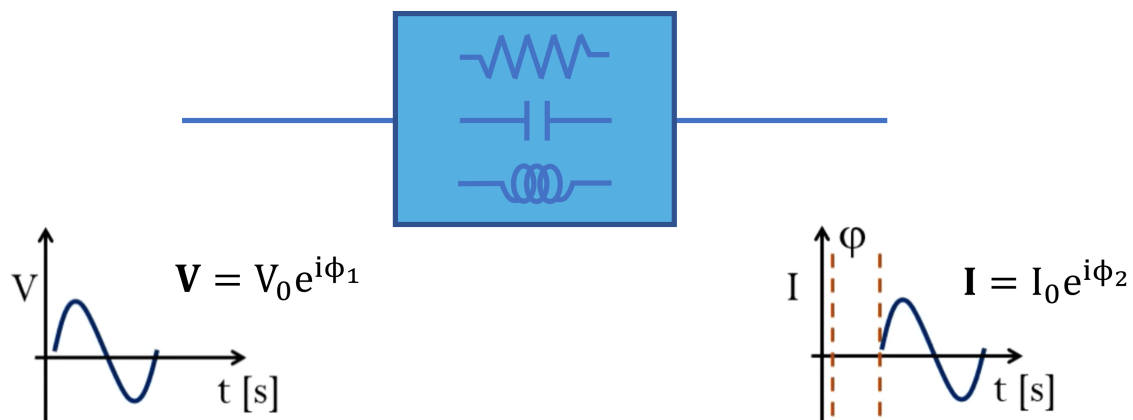 V
𝐕 = V₀e^{iϕ₁}
t [s]
φ
I
𝐈 = I₀e^{iϕ₂}
t [s]